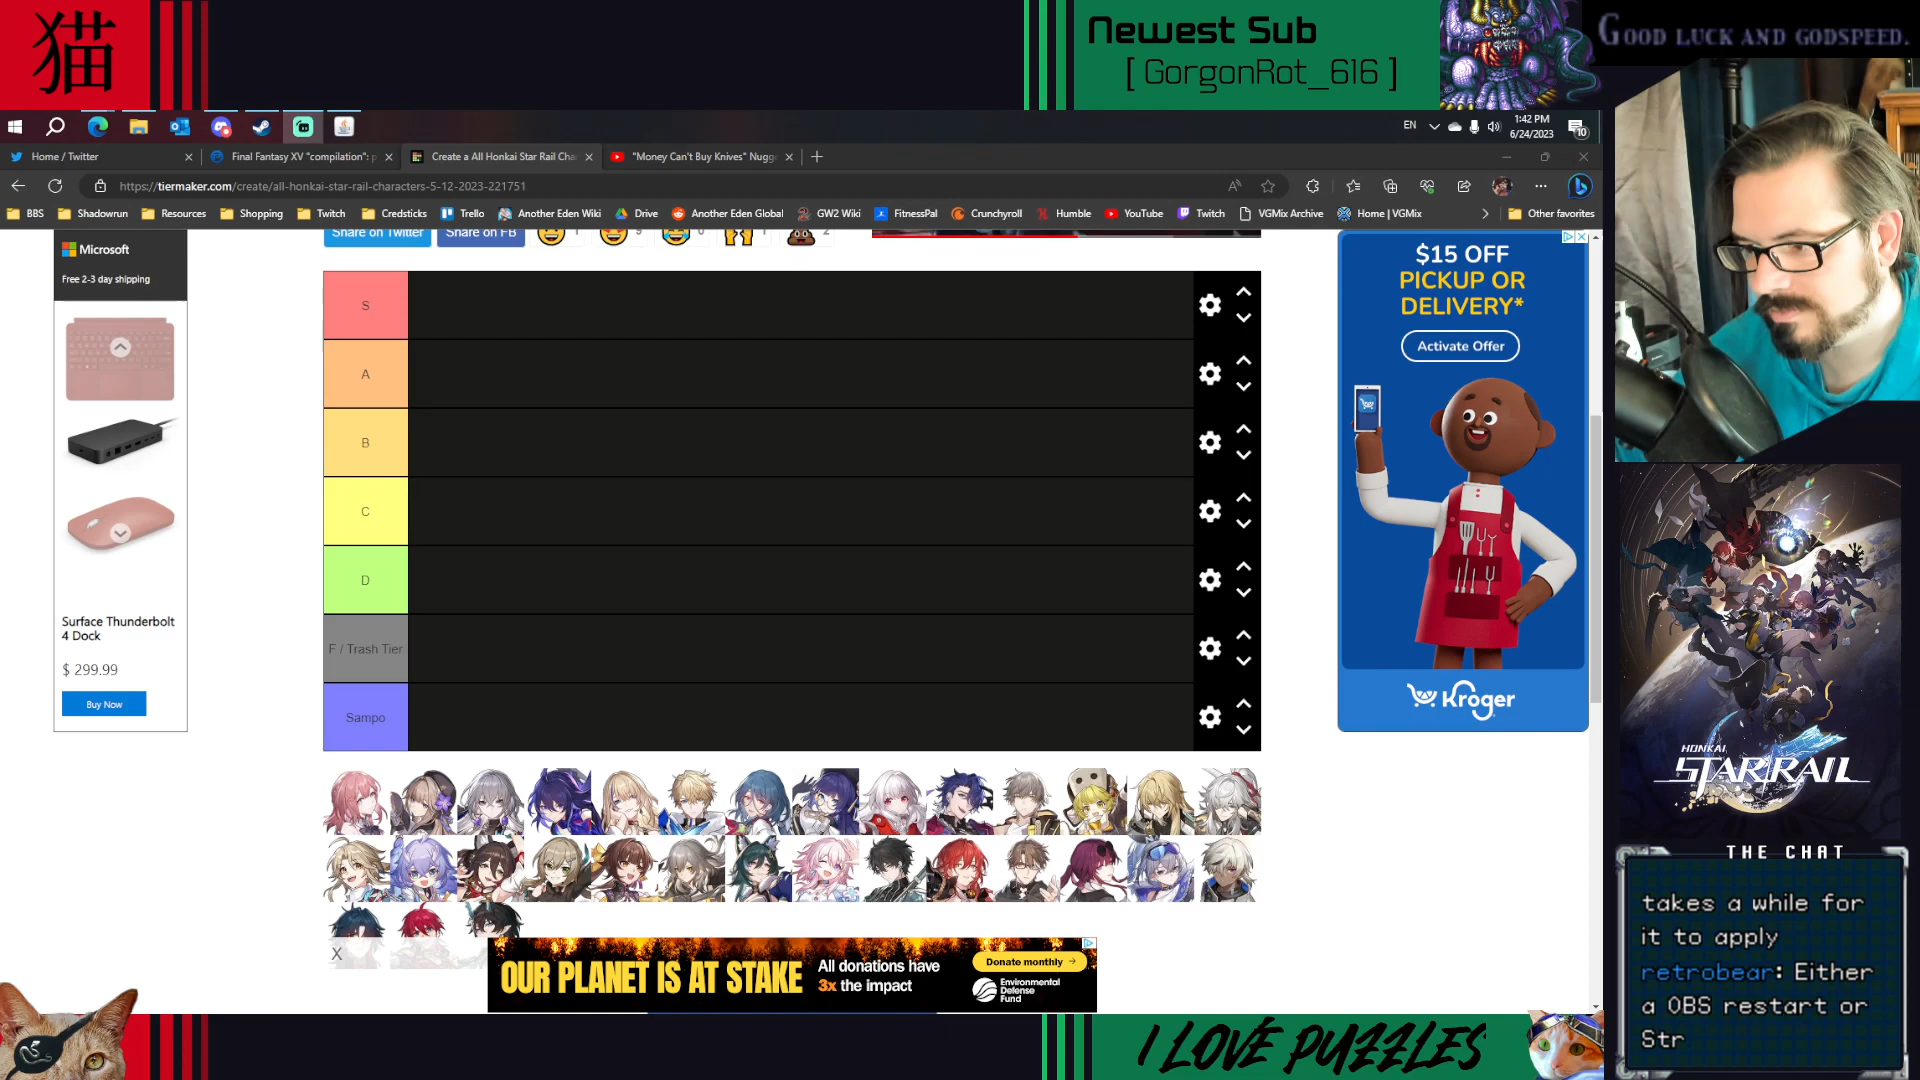 猫
Newest Sub
[ GorgonRot_616 ]
Good luck and godspeed.
EN
1:42 PM
6/24/2023
10
Home / Twitter
Final Fantasy XV "compilation": p
Create a All Honkai Star Rail Cha
"Money Can't Buy Knives" Nugg
https://tiermaker.com/create/all-honkai-star-rail-characters-5-12-2023-221751
BBS
Shadowrun
Resources
Shopping
Twitch
Credsticks
Trello
Another Eden Wiki
Drive
Another Eden Global
GW2 Wiki
FitnessPal
Crunchyroll
Humble
YouTube
Twitch
VGMix Archive
Home | VGMix
Other favorites
Share on Twitter
Share on FB
Microsoft
Free 2-3 day shipping
Surface Thunderbolt
4 Dock
$ 299.99
Buy Now
S
A
B
C
D
F / Trash Tier
Sampo
$15 OFF
PICKUP OR
DELIVERY*
Activate Offer
Kroger
X
OUR PLANET IS AT STAKE
All donations have
3x the impact
Donate monthly →
Environmental
Defense
Fund
HONKAI
STAR RAIL
THE CHAT
takes a while for
it to apply
retrobear: Either
a OBS restart or
Str
I LOVE PUZZLES